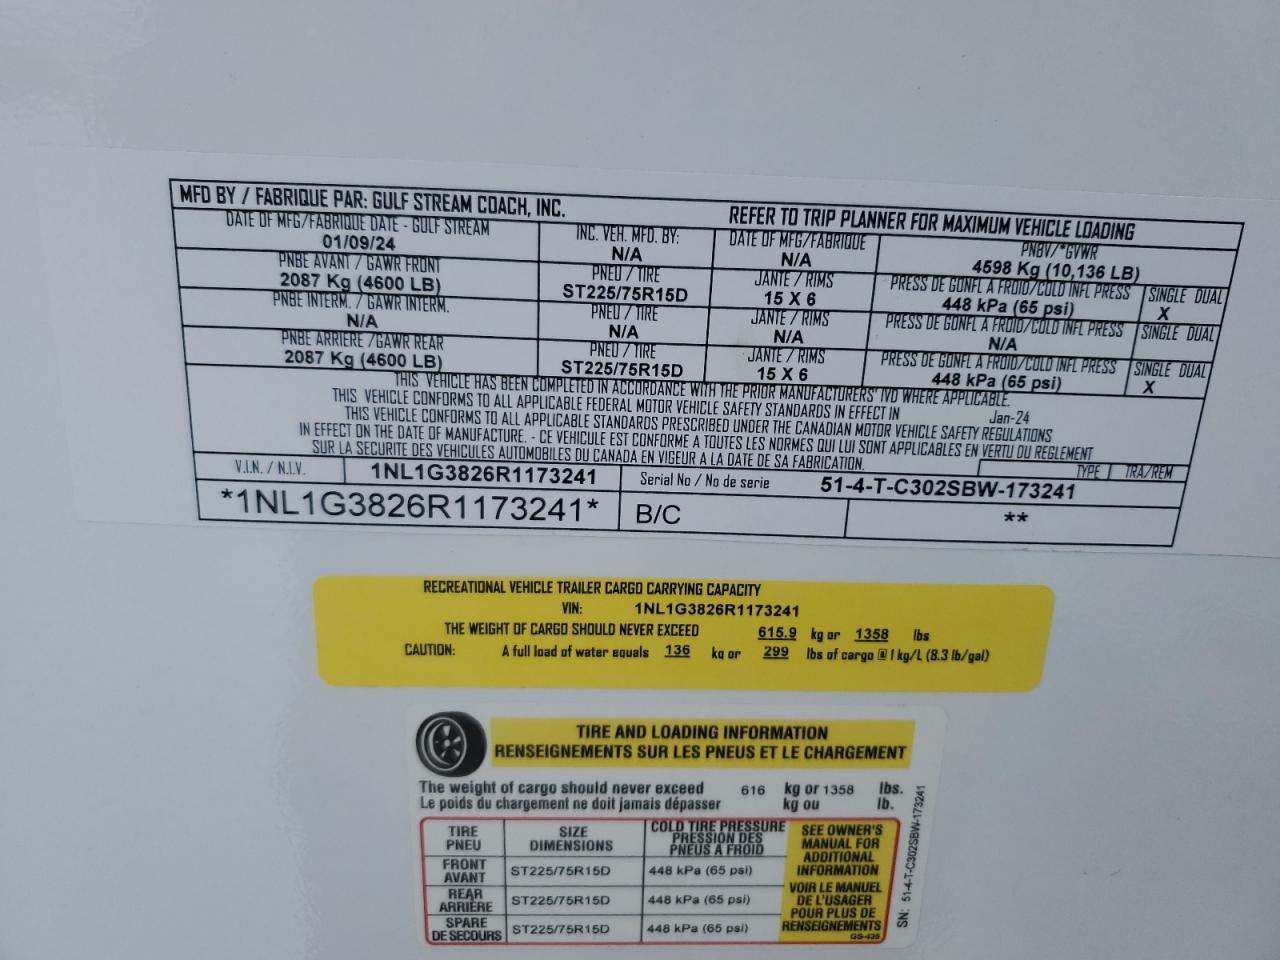 MFD BY / FABRIQUE PAR: GULF STREAM COACH, INC.
REFER TO TRIP PLANNER FOR MAXIMUM VEHICLE LOADING
DATE OF MFG/FABRIQUE DATE - GULF STREAM
01/09/24
INC. VEH. MFD. BY:
N/A
DATE OF MFG/FABRIQUE
N/A
PNBV/*GVWR
4598 Kg (10,136 LB)
PNBE AVANT / GAWR FRONT
2087 Kg (4600 LB)
PNEU / TIRE
ST225/75R15D
JANTE / RIMS
15 X 6
PRESS DE GONFL A FROID/COLD INFL PRESS
448 kPa (65 psi)
SINGLE DUAL
X
PNBE INTERM. / GAWR INTERM.
N/A
PNEU / TIRE
N/A
JANTE / RIMS
N/A
PRESS DE GONFL A FROID/COLD INFL PRESS
N/A
SINGLE DUAL
PNBE ARRIERE /GAWR REAR
2087 Kg (4600 LB)
PNEU / TIRE
ST225/75R15D
JANTE / RIMS
15 X 6
PRESS DE GONFL A FROID/COLD INFL PRESS
448 kPa (65 psi)
SINGLE DUAL
X
THIS VEHICLE HAS BEEN COMPLETED IN ACCORDANCE WITH THE PRIOR MANUFACTURERS' IVD WHERE APPLICABLE.
THIS VEHICLE CONFORMS TO ALL APPLICABLE FEDERAL MOTOR VEHICLE SAFETY STANDARDS IN EFFECT IN Jan-24
THIS VEHICLE CONFORMS TO ALL APPLICABLE STANDARDS PRESCRIBED UNDER THE CANADIAN MOTOR VEHICLE SAFETY REGULATIONS
IN EFFECT ON THE DATE OF MANUFACTURE. - CE VEHICULE EST CONFORME A TOUTES LES NORMES QUI LUI SONT APPLICABLES EN VERTU DU REGLEMENT
SUR LA SECURITE DES VEHICULES AUTOMOBILES DU CANADA EN VIGEUR A LA DATE DE SA FABRICATION.
TYPE TRA/REM
V.I.N. / N.I.V.
1NL1G3826R1173241
Serial No / No de serie
51-4-T-C302SBW-173241
*1NL1G3826R1173241*
B/C
**
RECREATIONAL VEHICLE TRAILER CARGO CARRYING CAPACITY
VIN: 1NL1G3826R1173241
THE WEIGHT OF CARGO SHOULD NEVER EXCEED 615.9 kg or 1358 lbs
CAUTION: A full load of water equals 136 kg or 299 lbs of cargo @ 1 kg/L (8.3 lb/gal)
TIRE AND LOADING INFORMATION
RENSEIGNEMENTS SUR LES PNEUS ET LE CHARGEMENT
The weight of cargo should never exceed 616 kg or 1358 lbs.
Le poids du chargement ne doit jamais dépasser kg ou lb.
TIRE
PNEU
SIZE
DIMENSIONS
COLD TIRE PRESSURE
PRESSION DES
PNEUS A FROID
FRONT
AVANT
ST225/75R15D
448 kPa (65 psi)
REAR
ARRIÈRE
ST225/75R15D
448 kPa (65 psi)
SPARE
DE SECOURS
ST225/75R15D
448 kPa (65 psi)
SEE OWNER'S
MANUAL FOR
ADDITIONAL
INFORMATION
VOIR LE MANUEL
DE L'USAGER
POUR PLUS DE
RENSEIGNEMENTS
GS-435
SN: 51-4-T-C302SBW-173241